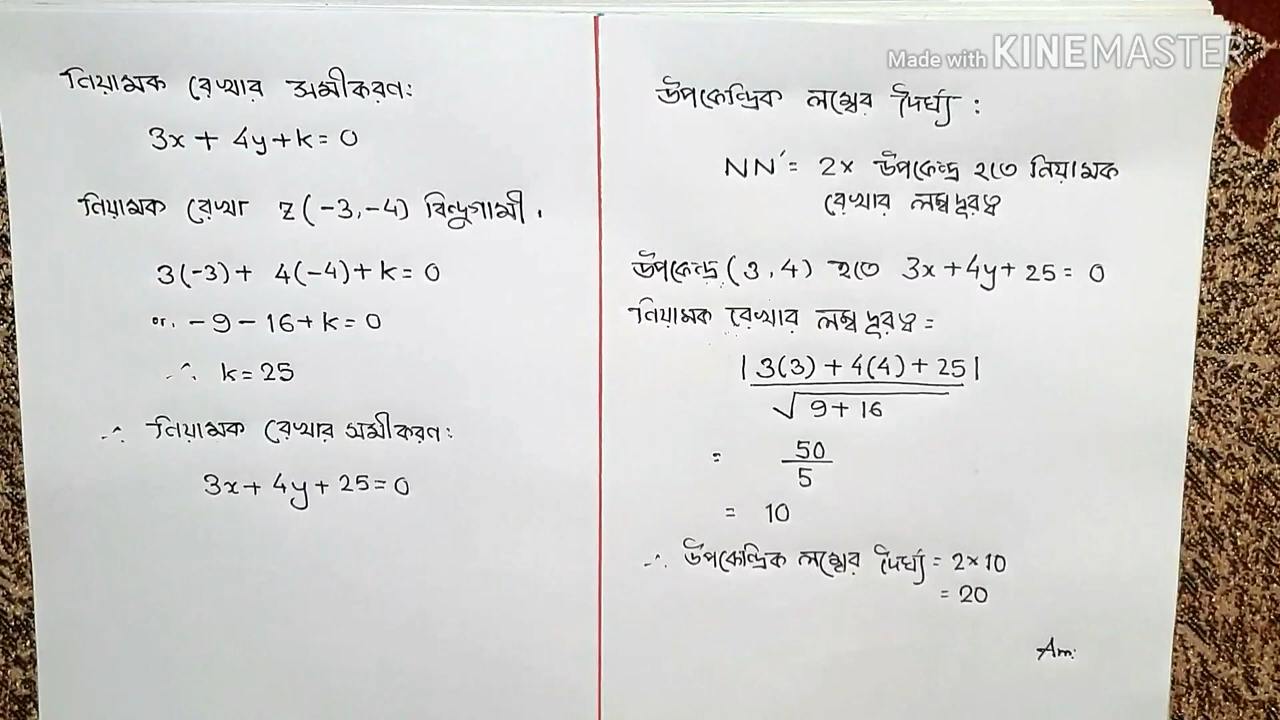 Made with KINEMASTER
নিয়ামক রেখার সমীকরণ:
3x + 4y + k = 0
নিয়ামক রেখা z(-3, -4) বিন্দুগামী.
3(-3) + 4(-4) + k = 0
or. -9 - 16 + k = 0
∴ k = 25
∴ নিয়ামক রেখার সমীকরণ:
3x + 4y + 25 = 0
উপকেন্দ্রিক লম্বের দৈর্ঘ্য :
NN′ = 2 × উপকেন্দ্র হতে নিয়ামক
রেখার লম্ব দূরত্ব
উপকেন্দ্র (3, 4) হতে 3x + 4y + 25 = 0
নিয়ামক রেখার লম্ব দূরত্ব =
| 3(3) + 4(4) + 25 |
√9 + 16
= 50
5
= 10
∴ উপকেন্দ্রিক লম্বের দৈর্ঘ্য = 2 × 10
= 20
Ans: